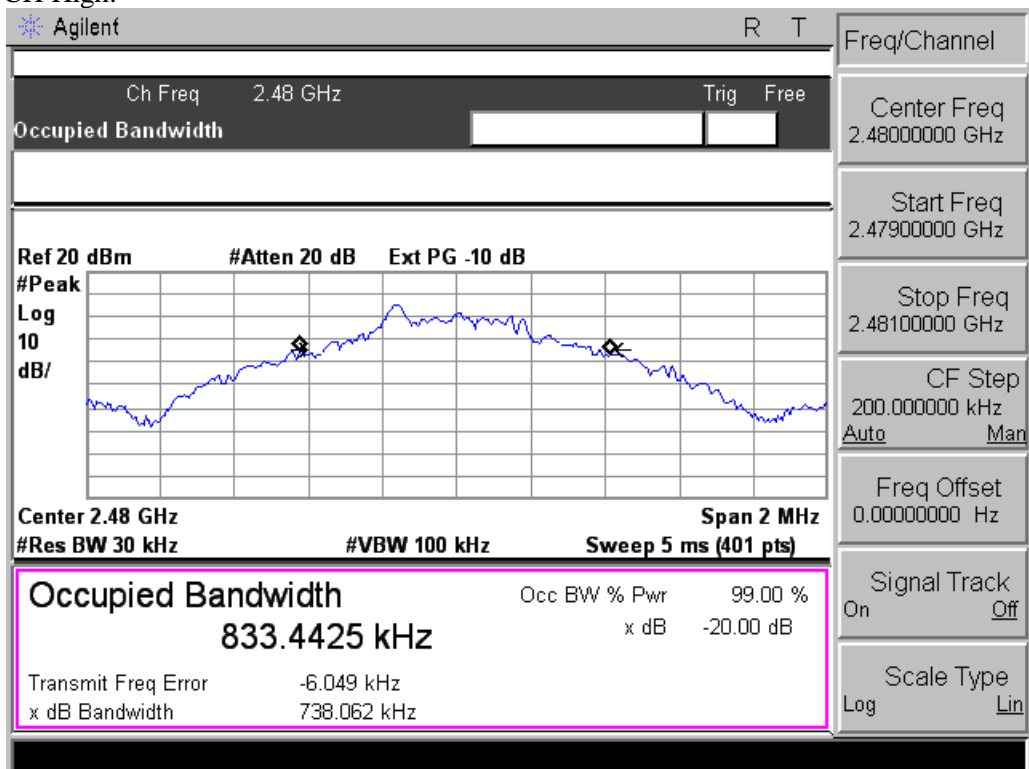 CH High:
Agilent R T
Freq/Channel
Ch Freq 2.48 GHz Trig Free
Occupied Bandwidth
Center Freq
2.48000000 GHz
Start Freq
2.47900000 GHz
Stop Freq
2.48100000 GHz
CF Step
200.000000 kHz
Auto Man
Freq Offset
0.00000000 Hz
Signal Track
On Off
Scale Type
Log Lin
Ref 20 dBm #Atten 20 dB Ext PG -10 dB
#Peak
Log
10
dB/
Center 2.48 GHz Span 2 MHz
#Res BW 30 kHz #VBW 100 kHz Sweep 5 ms (401 pts)
Occupied Bandwidth Occ BW % Pwr 99.00 %
833.4425 kHz x dB -20.00 dB
Transmit Freq Error -6.049 kHz
x dB Bandwidth 738.062 kHz